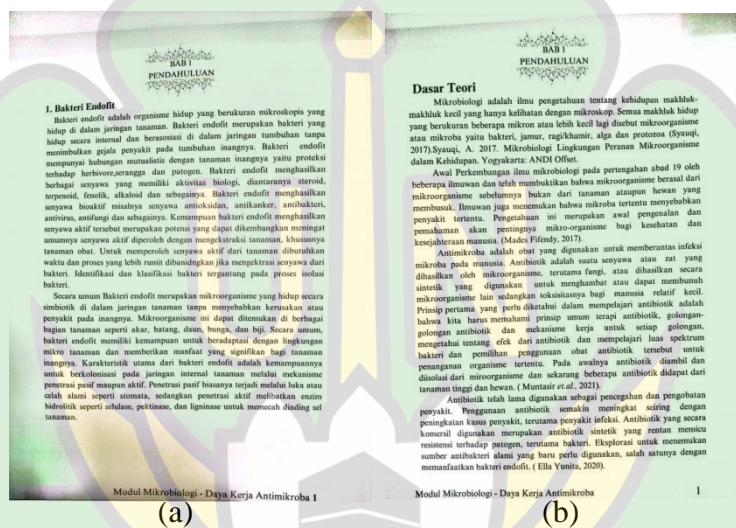 BAB I
PENDAHULUAN
1. Bakteri Endofit
Bakteri endofit adalah organisme hidup yang berukuran mikroskopis yang
hidup di dalam jaringan tanaman. Bakteri endofit merupakan bakteri yang
hidup secara internal dan berasosiasi di dalam jaringan tumbuhan tanpa
menimbulkan gejala penyakit pada tumbuhan inangnya. Bakteri endofit
mempunyai hubungan mutualistis dengan tanaman inangnya yaitu proteksi
terhadap herbivore,serangga dan patogen. Bakteri endofit menghasilkan
berbagai senyawa yang memiliki aktivitas biologi, diantaranya steroid,
terpenoid, fenolik, alkaloid dan sebagainya. Bakteri endofit menghasilkan
senyawa bioaktif misalnya senyawa antioksidan, antikanker, antibakteri,
antivirus, antifungi dan sebagainya. Kemampuan bakteri endofit menghasilkan
senyawa aktif tersebut merupakan potensi yang dapat dikembangkan meningat
umumnya senyawa aktif diperoleh dengan mengekstraksi tanaman, khususnya
tanaman obat. Untuk memperoleh senyawa aktif dari tanaman dibutuhkan
waktu dan proses yang lebih rumit dibandingkan jika mengektrasi senyawa dari
bakteri. Identifikasi dan klasifikasi bakteri tergantung pada proses isolasi
bakteri.
Secara umum Bakteri endofit merupakan mikroorganisme yang hidup secara
simbiotik di dalam jaringan tanaman tanpa menyebabkan kerusakan atau
penyakit pada inangnya. Mikroorganisme ini dapat ditemukan di berbagai
bagian tanaman seperti akar, batang, daun, bunga, dan biji. Secara umum,
bakteri endofit memiliki kemampuan untuk beradaptasi dengan lingkungan
mikro tanaman dan memberikan manfaat yang signifikan bagi tanaman
inangnya. Karakteristik utama dari bakteri endofit adalah kemampuannya
untuk berkolonisasi pada jaringan internal tanaman melalui mekanisme
penetrasi pasif maupun aktif. Penetrasi pasif biasanya terjadi melalui luka atau
celah alami seperti stomata, sedangkan penetrasi aktif melibatkan enzim
hidrolitik seperti selulase, pektinase, dan ligninase untuk memecah dinding sel
tanaman.
Modul Mikrobiologi - Daya Kerja Antimikroba 1
(a)
BAB I
PENDAHULUAN
Dasar Teori
Mikrobiologi adalah ilmu pengetahuan tentang kehidupan makhluk-
makhluk kecil yang hanya kelihatan dengan mikroskop. Semua makhluk hidup
yang berukuran beberapa mikron atau lebih kecil lagi disebut mikroorganisme
atau mikroba yaitu bakteri, jamur, ragi/khamir, alga dan protozoa (Syauqi,
2017).Syauqi, A. 2017. Mikrobiologi Lingkungan Peranan Mikroorganisme
dalam Kehidupan. Yogyakarta: ANDI Offset.
Awal Perkembangan ilmu mikrobiologi pada pertengahan abad 19 oleh
beberapa ilmuwan dan telah membuktikan bahwa mikroorganisme berasal dari
mikroorganisme sebelumnya bukan dari tanaman ataupun hewan yang
membusuk. Ilmuwan juga menemukan bahwa mikroba tertentu menyebabkan
penyakit tertentu. Pengetahuan ini merupakan awal pengenalan dan
pemahaman akan pentingnya mikro-organisme bagi kesehatan dan
kesejahteraan manusia. (Mades Fifendy, 2017).
Antimikroba adalah obat yang digunakan untuk memberantas infeksi
mikroba pada manusia. Antibiotik adalah suatu senyawa atau zat yang
dihasilkan oleh mikroorganisme, terutama fungi, atau dihasilkan secara
sintetik yang digunakan untuk menghambat atau dapat membunuh
mikroorganisme lain sedangkan toksisitasnya bagi manusia relatif kecil.
Prinsip pertama yang perlu diketahui dalam mempelajari antibiotik adalah
bahwa kita harus memahami prinsip umum terapi antibiotik, golongan-
golongan antibiotik dan mekanisme kerja untuk setiap golongan,
mengetahui tentang efek dari antibiotik dan mempelajari luas spektrum
bakteri dan pemilihan penggunaan obat antibiotik tersebut untuk
penanganan organisme tertentu. Pada awalnya antibiotik diambil dan
diisolasi dari miroorganisme dan sekarang beberapa antibiotik didapat dari
tanaman tinggi dan hewan. ( Muntasir et.al., 2021).
Antibiotik telah lama digunakan sebagai pencegahan dan pengobatan
penyakit. Penggunaan antibiotik semakin meningkat seiring dengan
peningkatan kasus penyakit, terutama penyakit infeksi. Antibiotik yang secara
komersil digunakan merupakan antibiotik sintetik yang rentan memicu
resistensi terhadap patogen, terutama bakteri. Eksplorasi untuk menemukan
sumber antibakteri alami yang baru perlu digunakan, salah satunya dengan
memanfaatkan bakteri endofit. ( Ella Yunita, 2020).
Modul Mikrobiologi - Daya Kerja Antimikroba 1
(b)